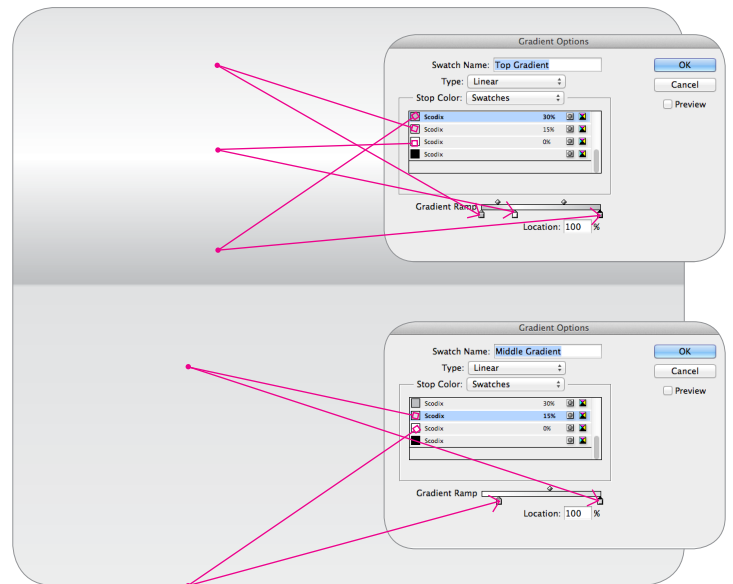 Gradient Options
Swatch Name: Top Gradient
OK
Type: Linear
Cancel
Stop Color: Swatches
Preview
Scodix 30%
Scodix 15%
Scodix 0%
Scodix
Gradient Ramp
Location: 100 %
Gradient Options
Swatch Name: Middle Gradient
OK
Type: Linear
Cancel
Stop Color: Swatches
Preview
Scodix 30%
Scodix 15%
Scodix 0%
Scodix
Gradient Ramp
Location: 100 %